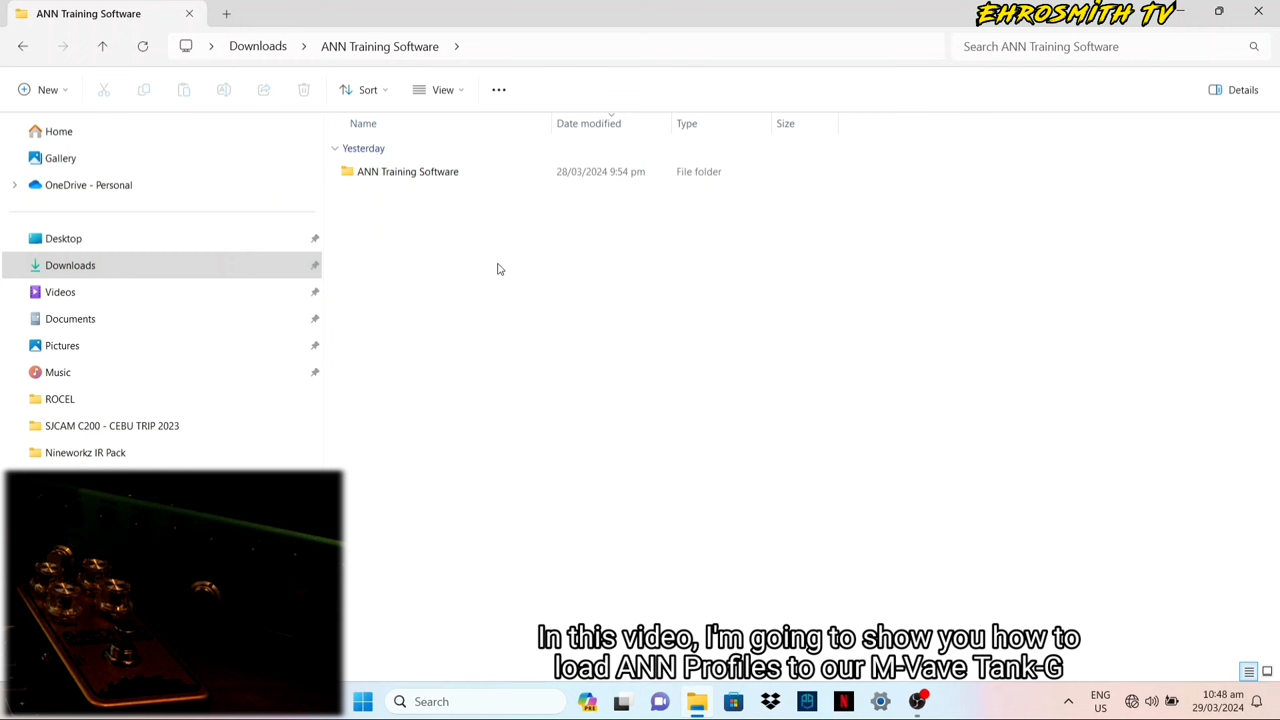 ANN Training Software
EHROSMITH TV
Downloads
ANN Training Software
Search ANN Training Software
New
Sort
View
Details
Name
Date modified
Type
Size
Home
Gallery
OneDrive - Personal
Desktop
Downloads
Videos
Documents
Pictures
Music
ROCEL
SJCAM C200 - CEBU TRIP 2023
Nineworkz IR Pack
Yesterday
ANN Training Software
28/03/2024 9:54 pm
File folder
In this video, I'm going to show you how to
load ANN Profiles to our M-Vave Tank-G
Search
PRE
N
ENG
US
10:48 am
29/03/2024